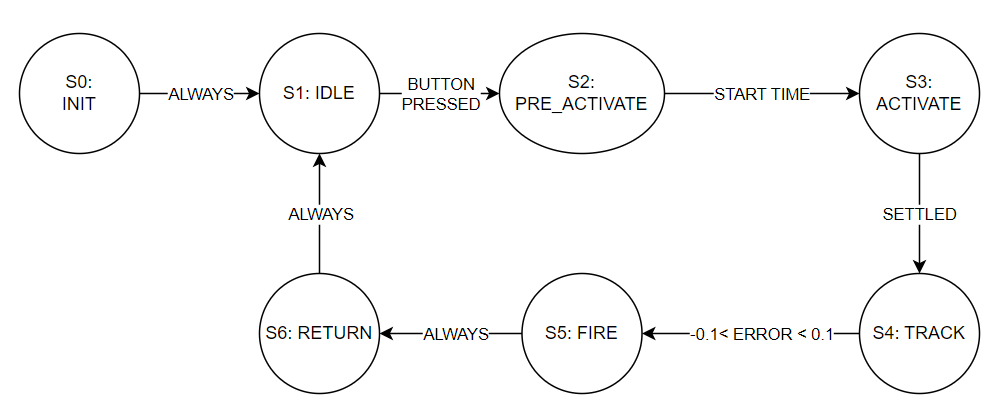 S0:
INIT
ALWAYS
S1: IDLE
BUTTON
PRESSED
S2:
PRE_ACTIVATE
START TIME
S3:
ACTIVATE
SETTLED
S4: TRACK
-0.1< ERROR < 0.1
S5: FIRE
ALWAYS
S6: RETURN
ALWAYS